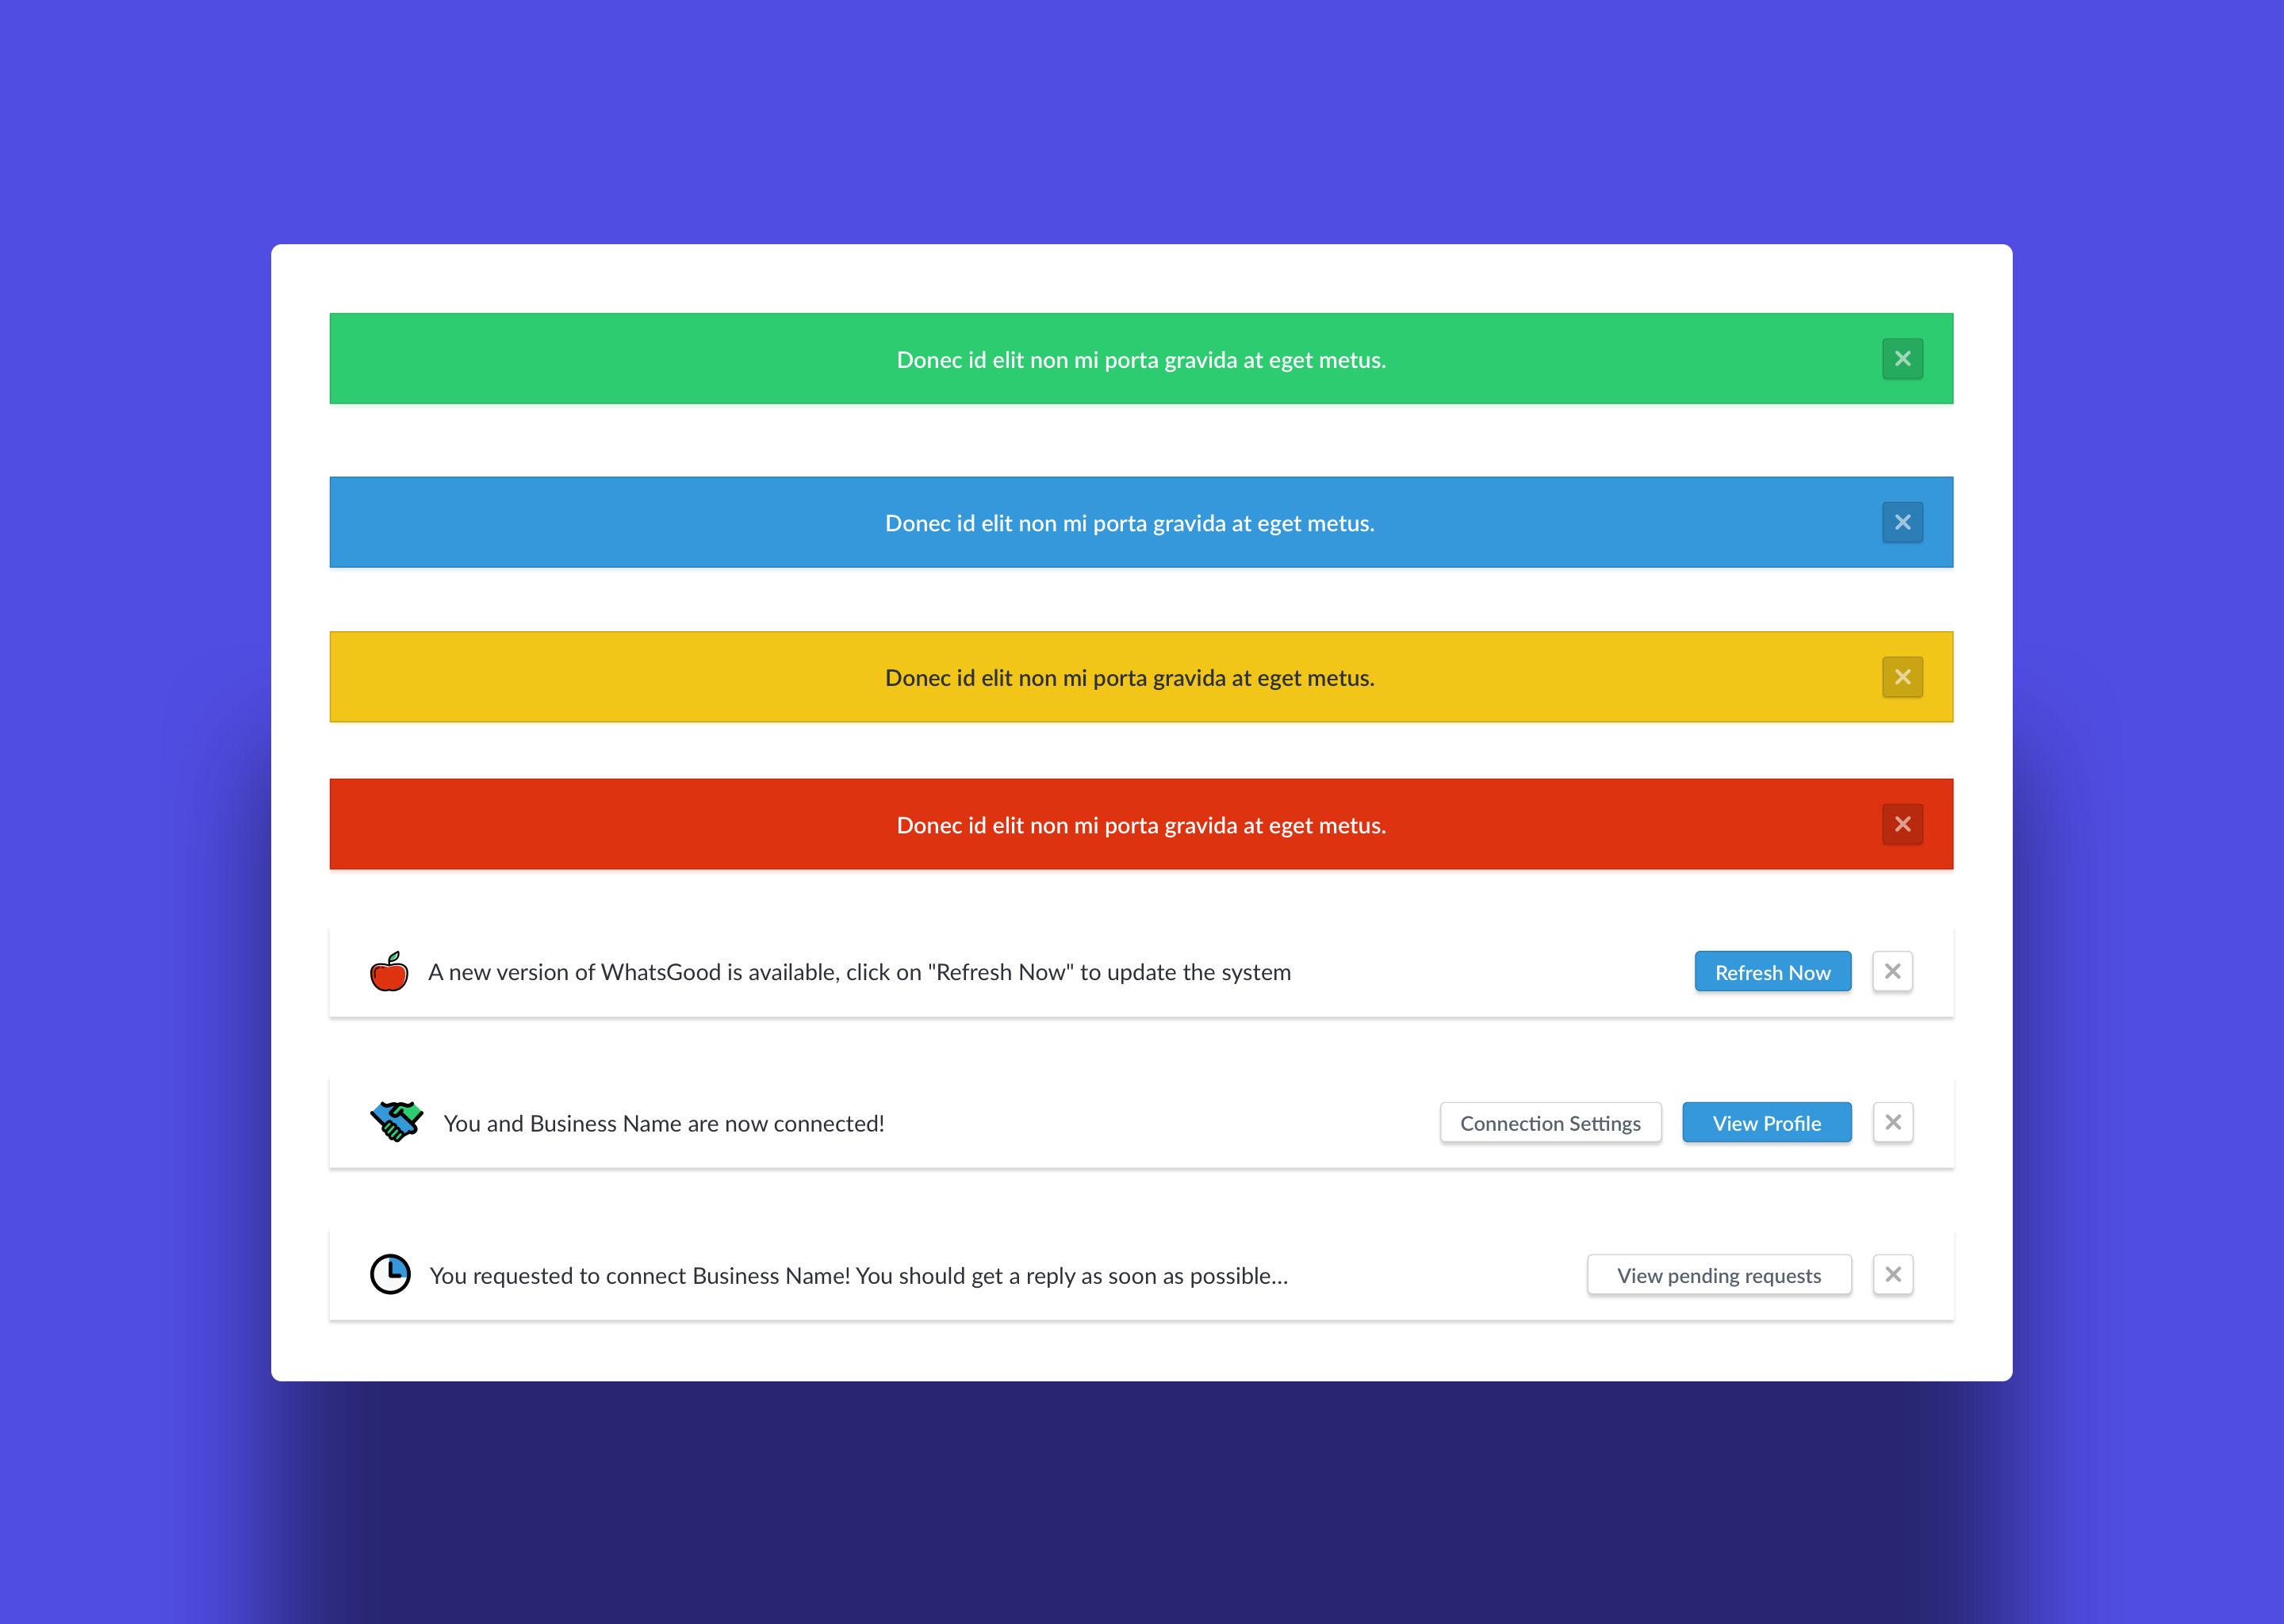 Donec id elit non mi porta gravida at eget metus.
Donec id elit non mi porta gravida at eget metus.
Donec id elit non mi porta gravida at eget metus.
Donec id elit non mi porta gravida at eget metus.
A new version of WhatsGood is available, click on "Refresh Now" to update the system
Refresh Now
You and Business Name are now connected!
Connection Settings
View Profile
You requested to connect Business Name! You should get a reply as soon as possible...
View pending requests